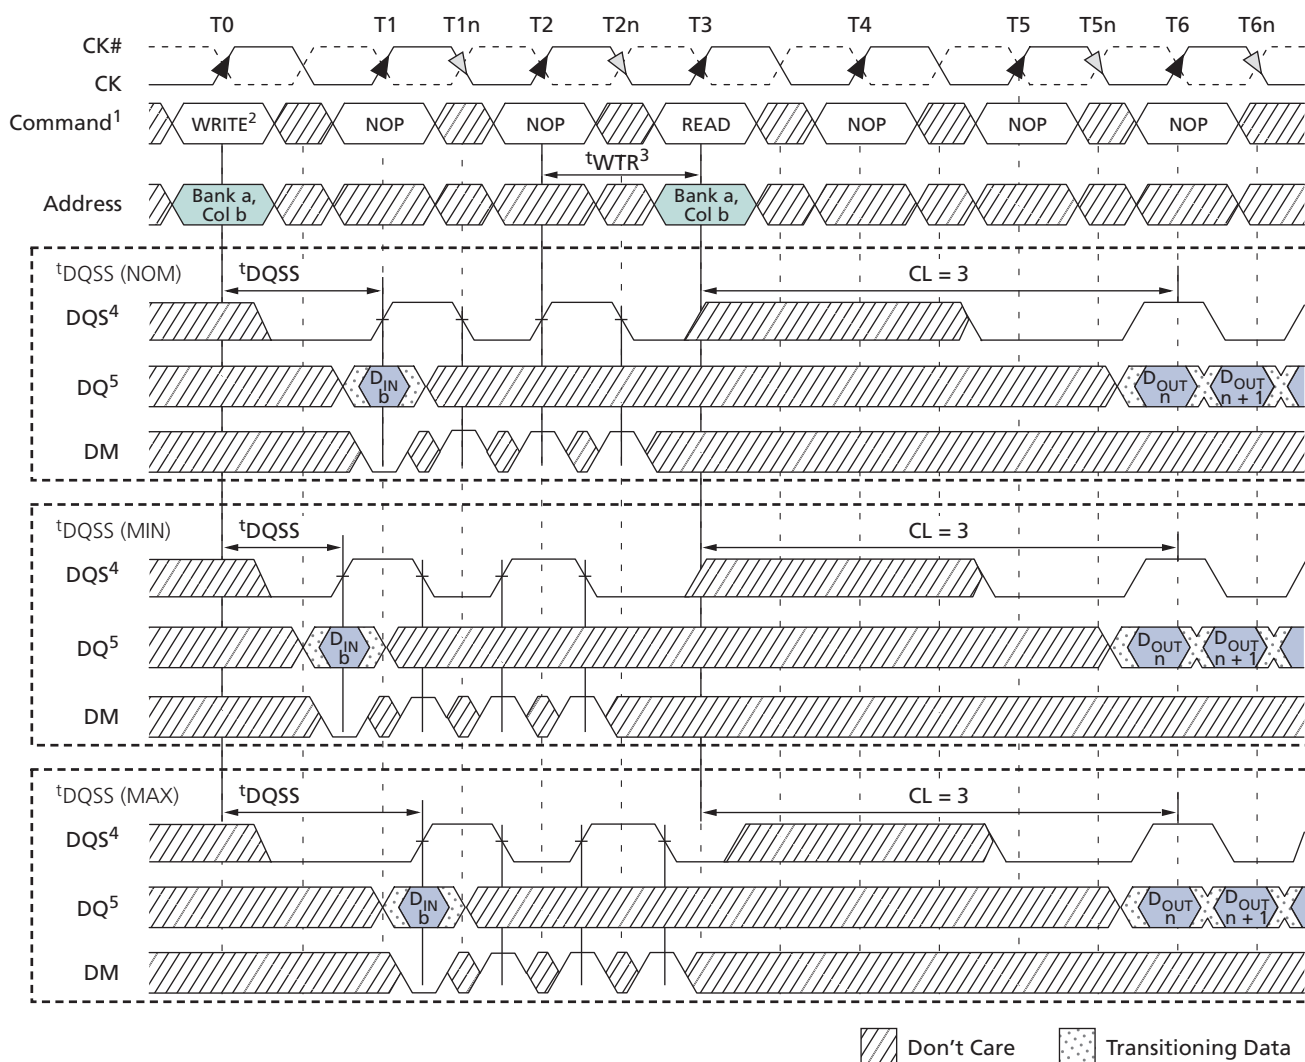 T0 T1 T1n T2 T2n T3 T4 T5 T5n T6 T6n
CK#
CK
Command1 WRITE2 NOP NOP READ NOP NOP NOP
tWTR3
Address Bank a, Col b Bank a, Col b
tDQSS (NOM) tDQSS CL = 3
DQS4
DQ5 DIN b DOUT n DOUT n + 1
DM
tDQSS (MIN) tDQSS CL = 3
DQS4
DQ5 DIN b DOUT n DOUT n + 1
DM
tDQSS (MAX) tDQSS CL = 3
DQS4
DQ5 DIN b DOUT n DOUT n + 1
DM
Don't Care Transitioning Data